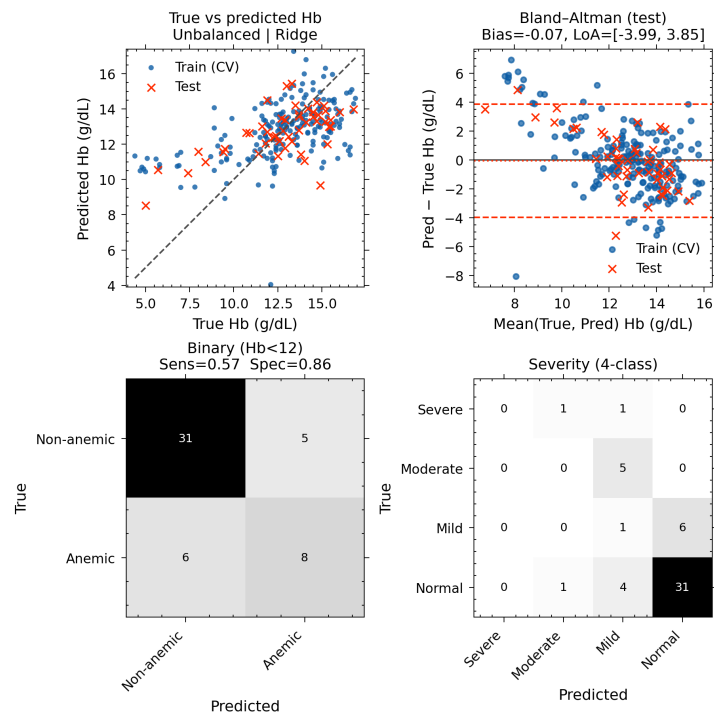 True vs predicted Hb
Unbalanced | Ridge
Predicted Hb (g/dL)
16
14
12
10
8
6
4
Train (CV)
Test
5.0 7.5 10.0 12.5 15.0
True Hb (g/dL)
Bland–Altman (test)
Bias=-0.07, LoA=[-3.99, 3.85]
Pred − True Hb (g/dL)
6
4
2
0
−2
−4
−6
−8
Train (CV)
Test
8 10 12 14 16
Mean(True, Pred) Hb (g/dL)
Binary (Hb<12)
Sens=0.57 Spec=0.86
True
Non-anemic 31 5
Anemic 6 8
Non-anemic Anemic
Predicted
Severity (4-class)
True
Severe 0 1 1 0
Moderate 0 0 5 0
Mild 0 0 1 6
Normal 0 1 4 31
Severe Moderate Mild Normal
Predicted